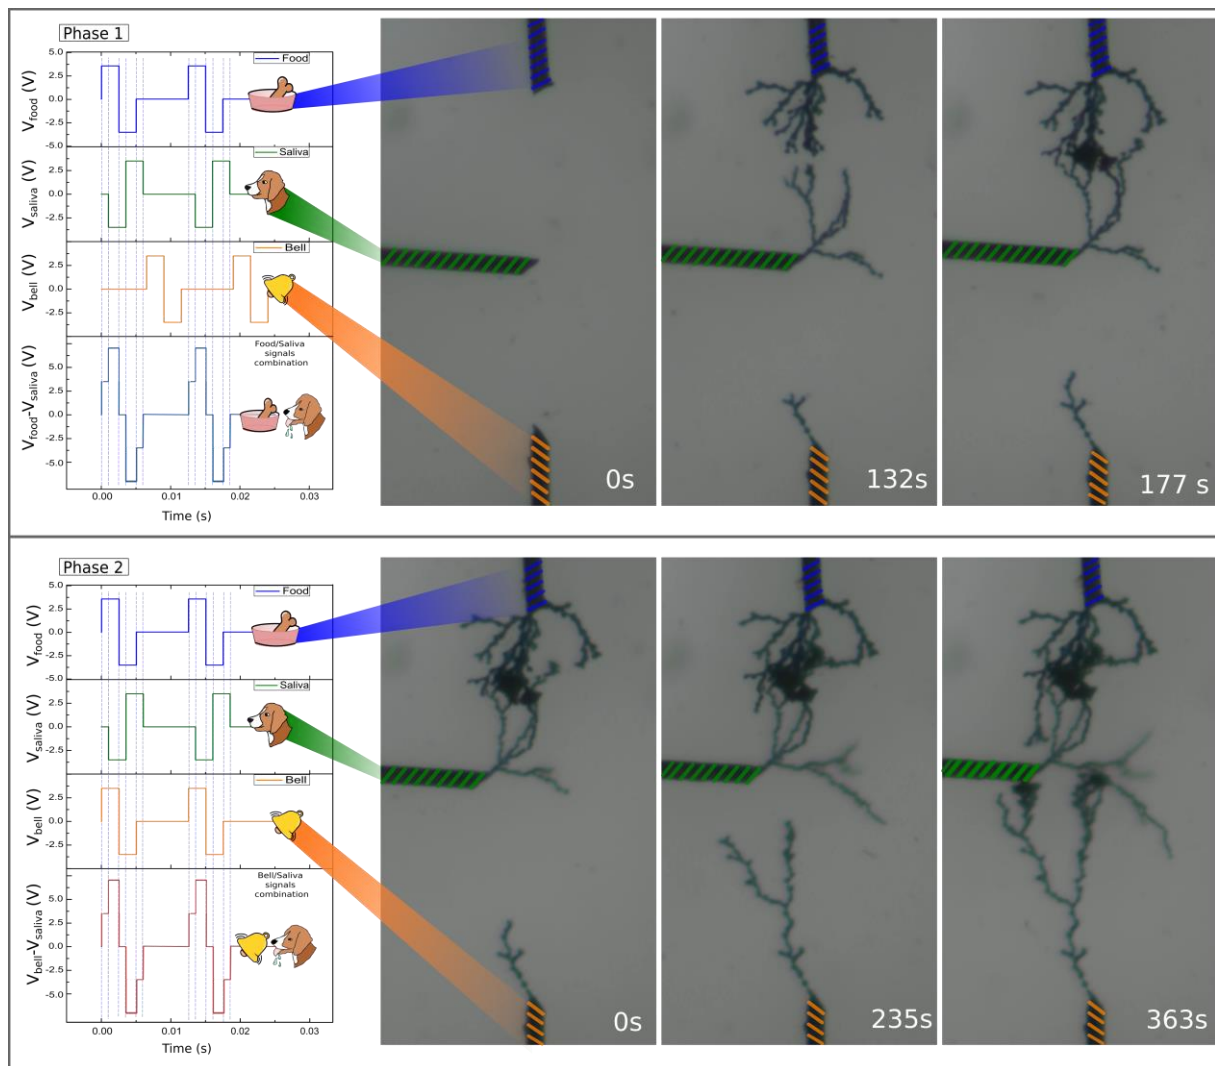 Phase 1
5.0
2.5
0.0
-2.5
-5.0
V_food (V)
Food
2.5
0.0
-2.5
V_saliva (V)
Saliva
2.5
0.0
-2.5
V_bell (V)
Bell
5.0
2.5
0.0
-2.5
-5.0
V_food-V_saliva (V)
Food/Saliva
signals
combination
0.00
0.01
0.02
0.03
Time (s)
0s
132s
177 s
Phase 2
5.0
2.5
0.0
-2.5
-5.0
V_food (V)
Food
2.5
0.0
-2.5
V_saliva (V)
Saliva
2.5
0.0
-2.5
V_bell (V)
Bell
5.0
2.5
0.0
-2.5
-5.0
V_bell-V_saliva (V)
Bell/Saliva
signals
combination
0.00
0.01
0.02
0.03
Time (s)
0s
235s
363s